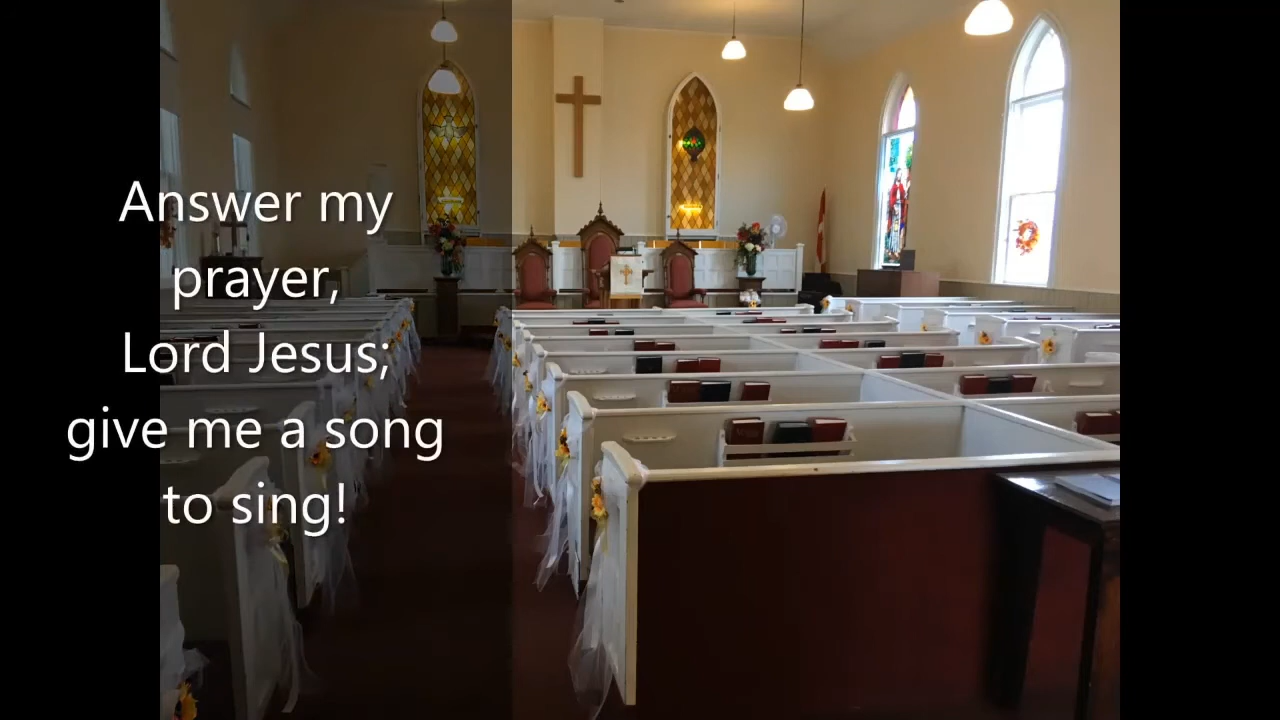 Answer my
prayer,
Lord Jesus;
give me a song
to sing!